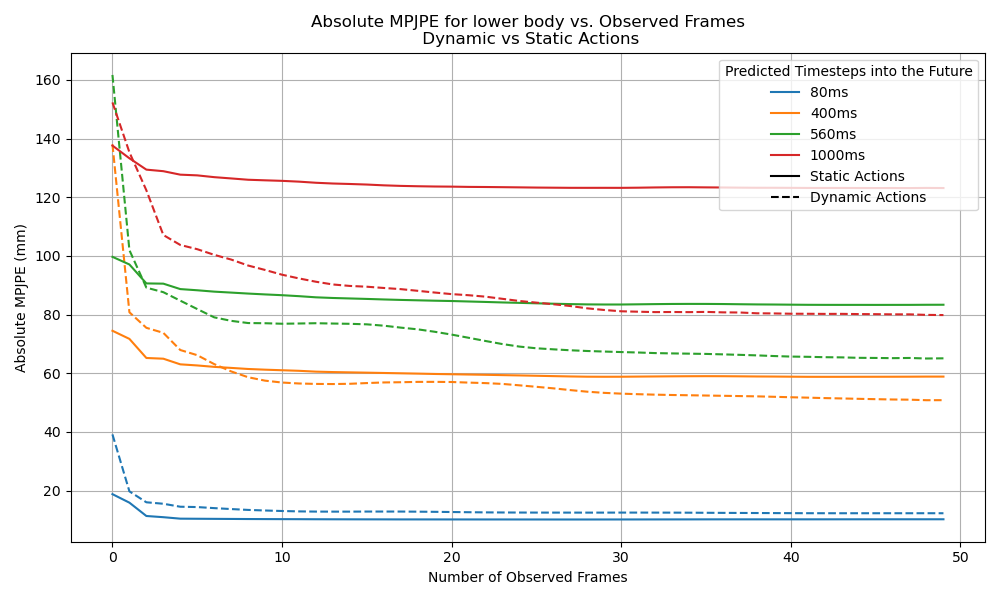 Absolute MPJPE for lower body vs. Observed Frames
Dynamic vs Static Actions
Absolute MPJPE (mm)
160
140
120
100
80
60
40
20
0
10
20
30
40
50
Number of Observed Frames
Predicted Timesteps into the Future
80ms
400ms
560ms
1000ms
Static Actions
Dynamic Actions